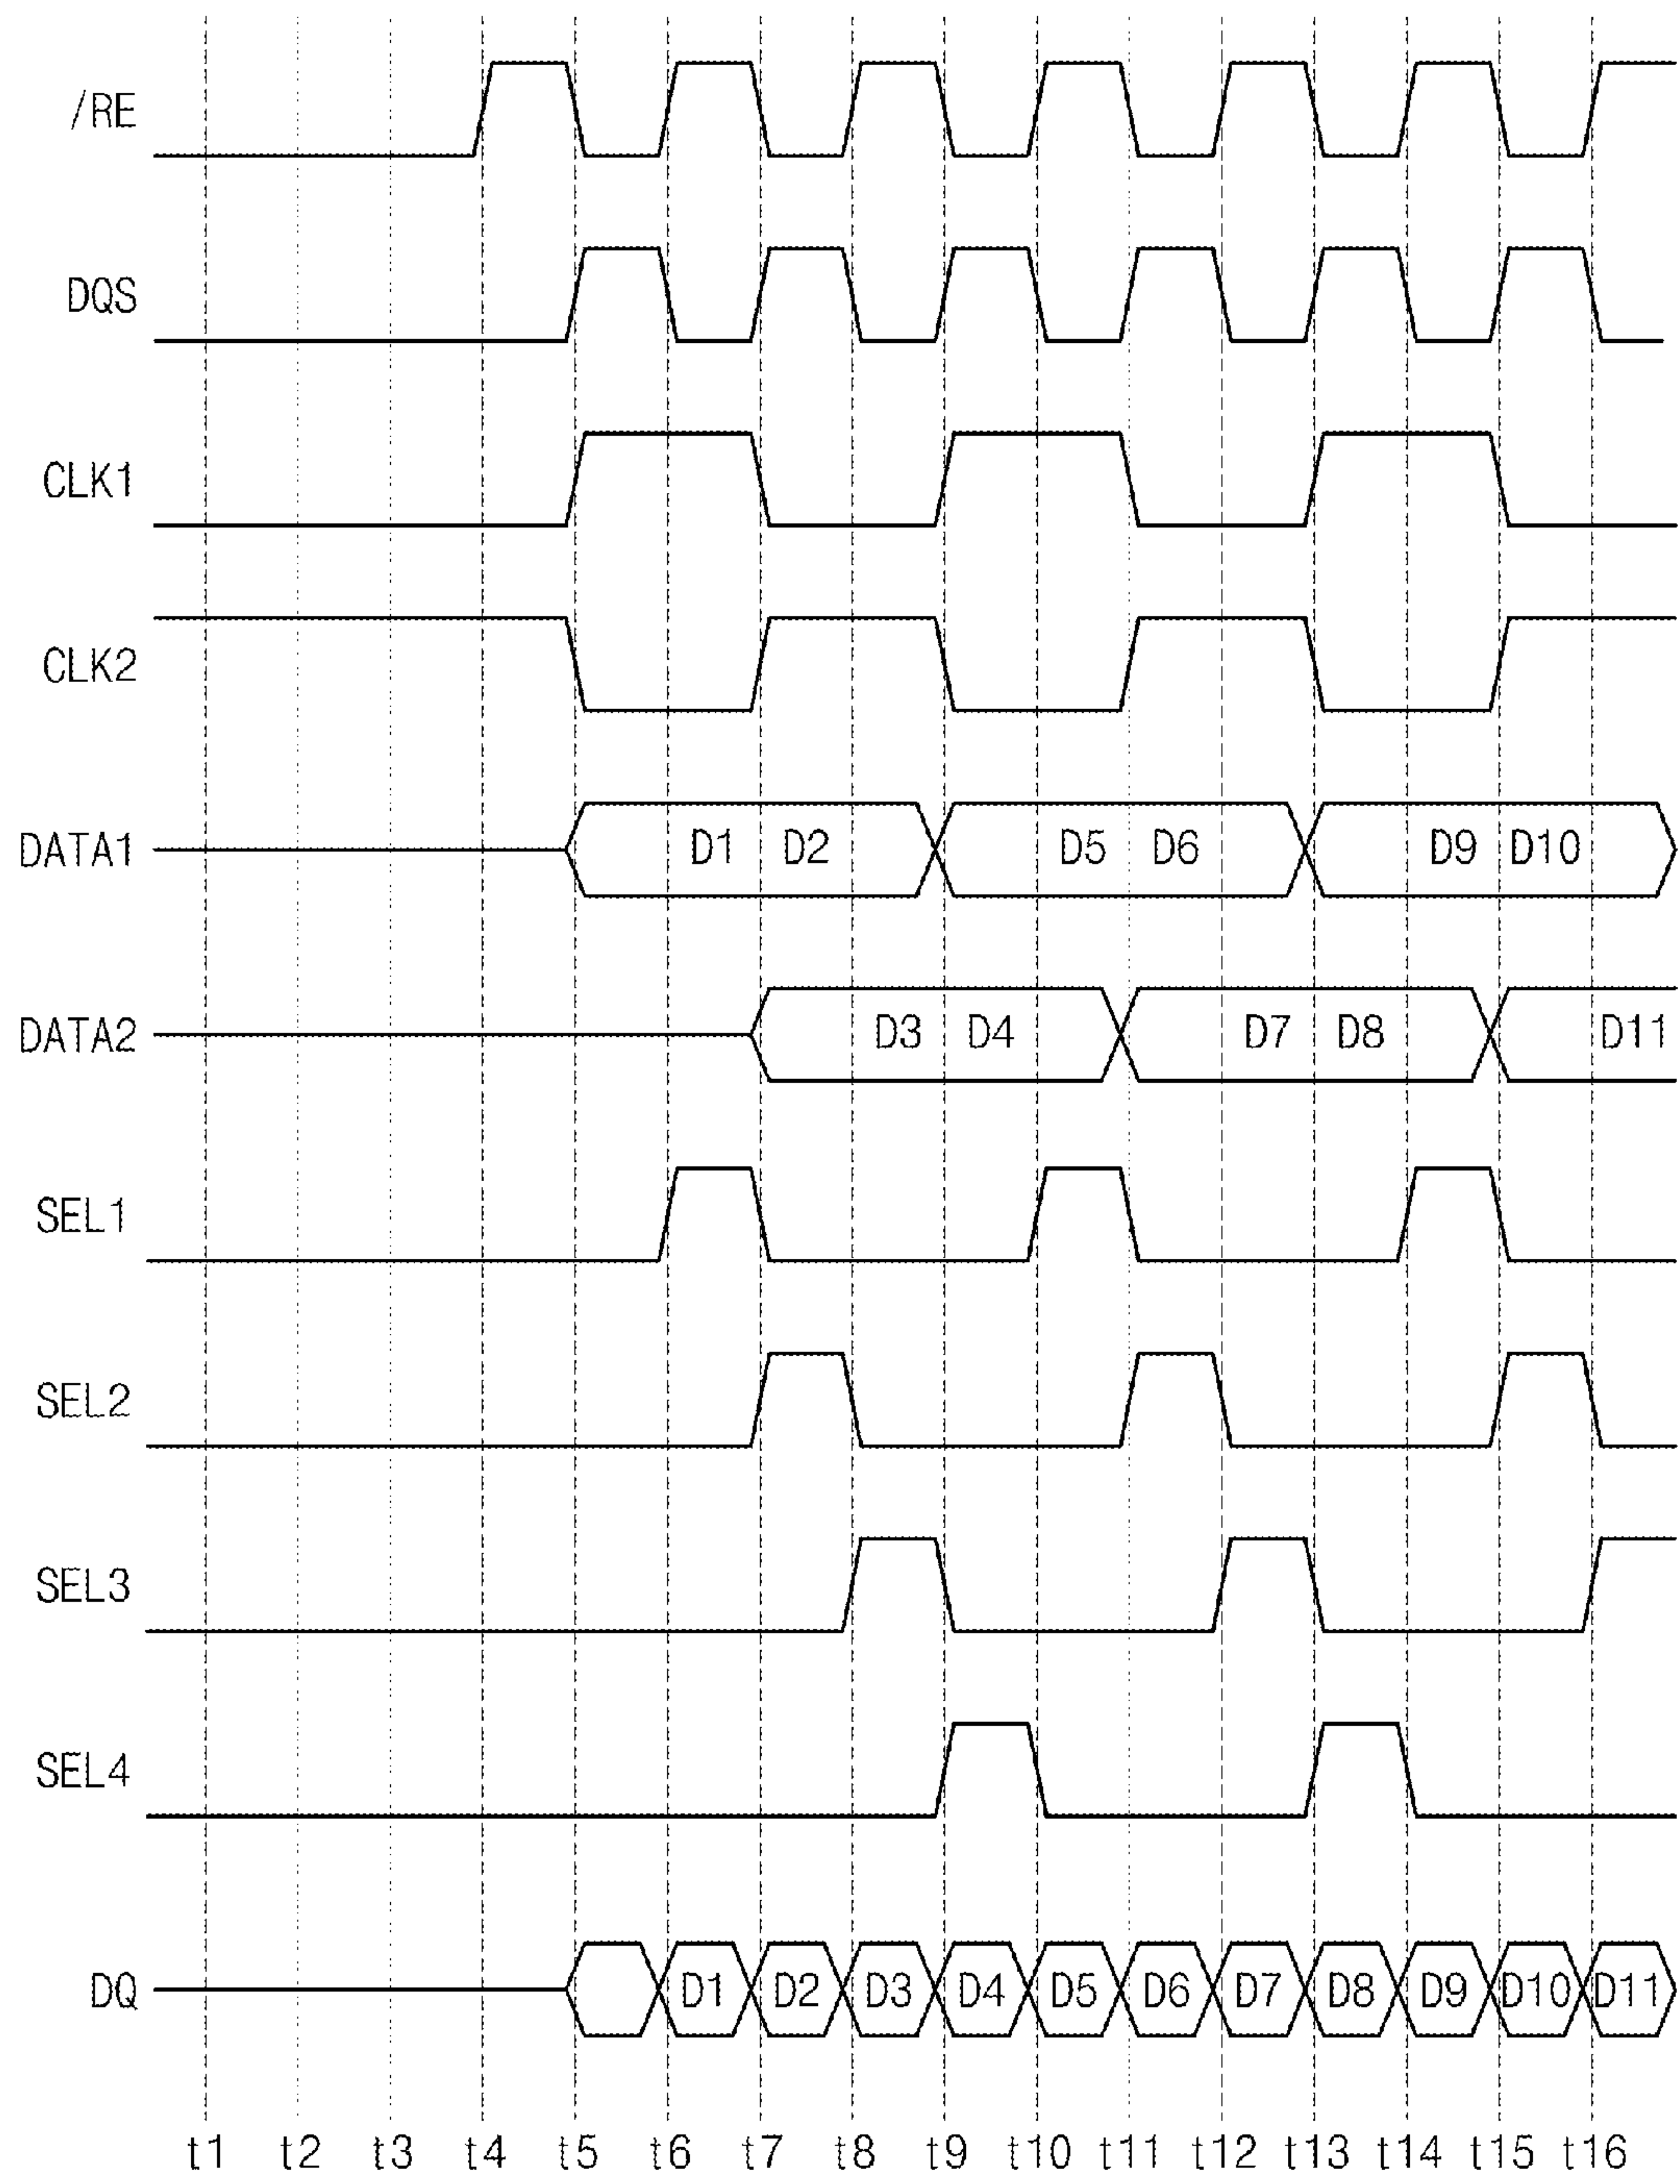 /RE
DQS
CLK1
CLK2
DATA1 D1 D2 D5 D6 D9 D10
DATA2 D3 D4 D7 D8 D11
SEL1
SEL2
SEL3
SEL4
DQ D1 D2 D3 D4 D5 D6 D7 D8 D9 D10 D11
t1 t2 t3 t4 t5 t6 t7 t8 t9 t10 t11 t12 t13 t14 t15 t16